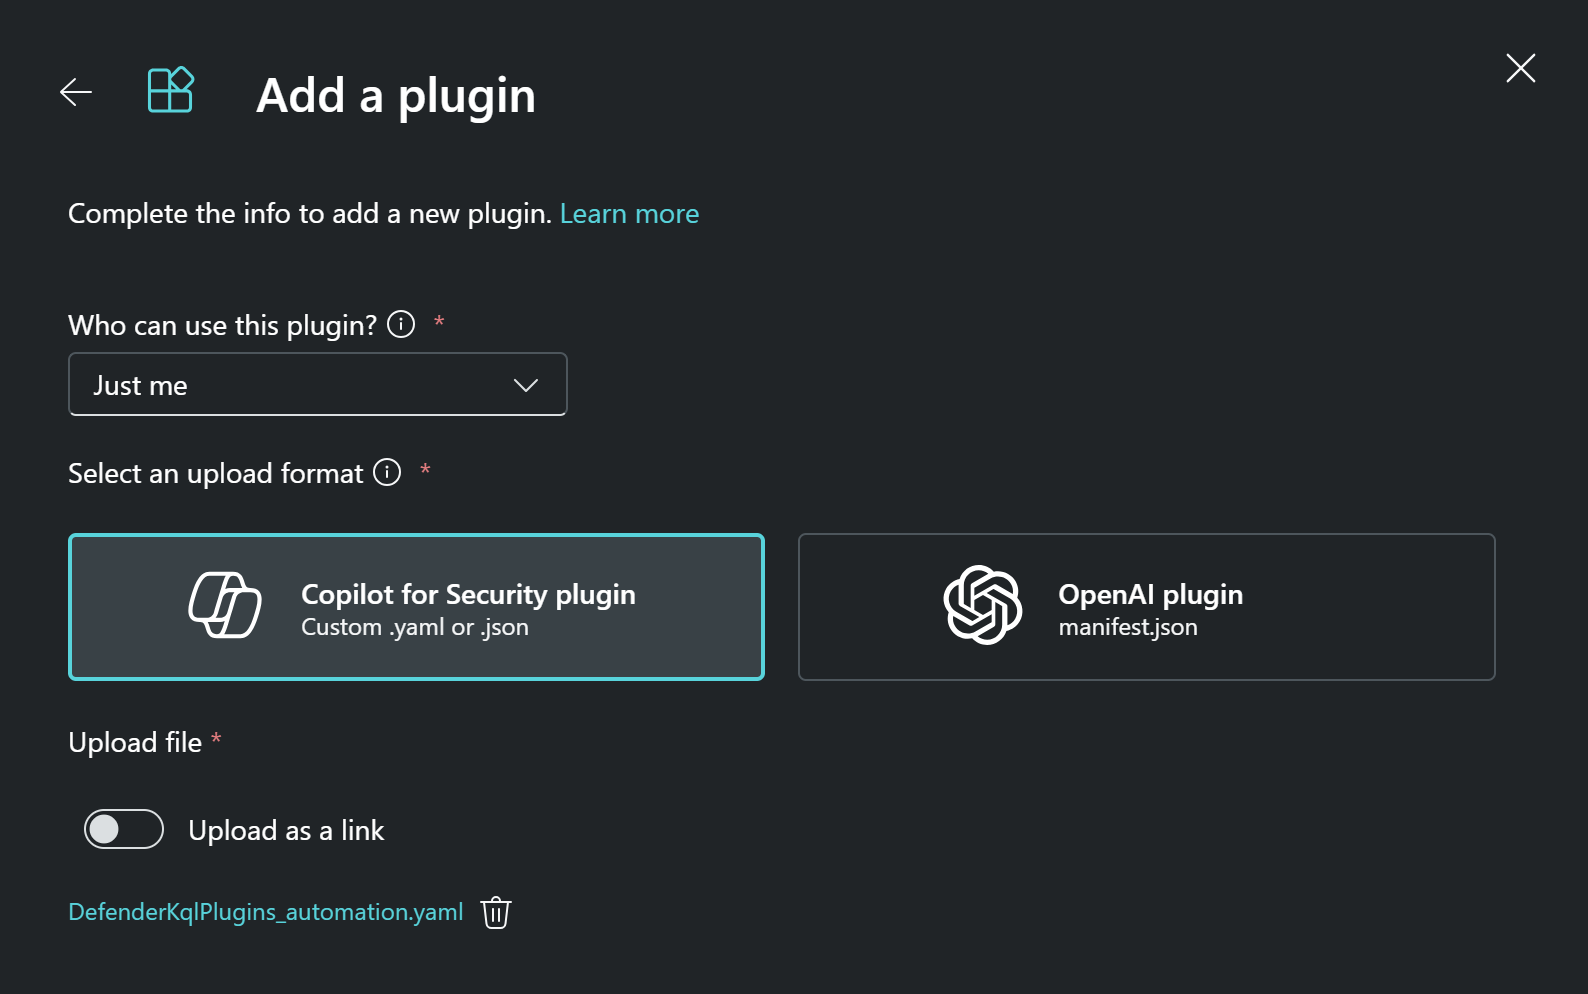 Add a plugin
Complete the info to add a new plugin. Learn more
Who can use this plugin? *
Just me
Select an upload format *
Copilot for Security plugin
Custom .yaml or .json
OpenAI plugin
manifest.json
Upload file *
Upload as a link
DefenderKqlPlugins_automation.yaml